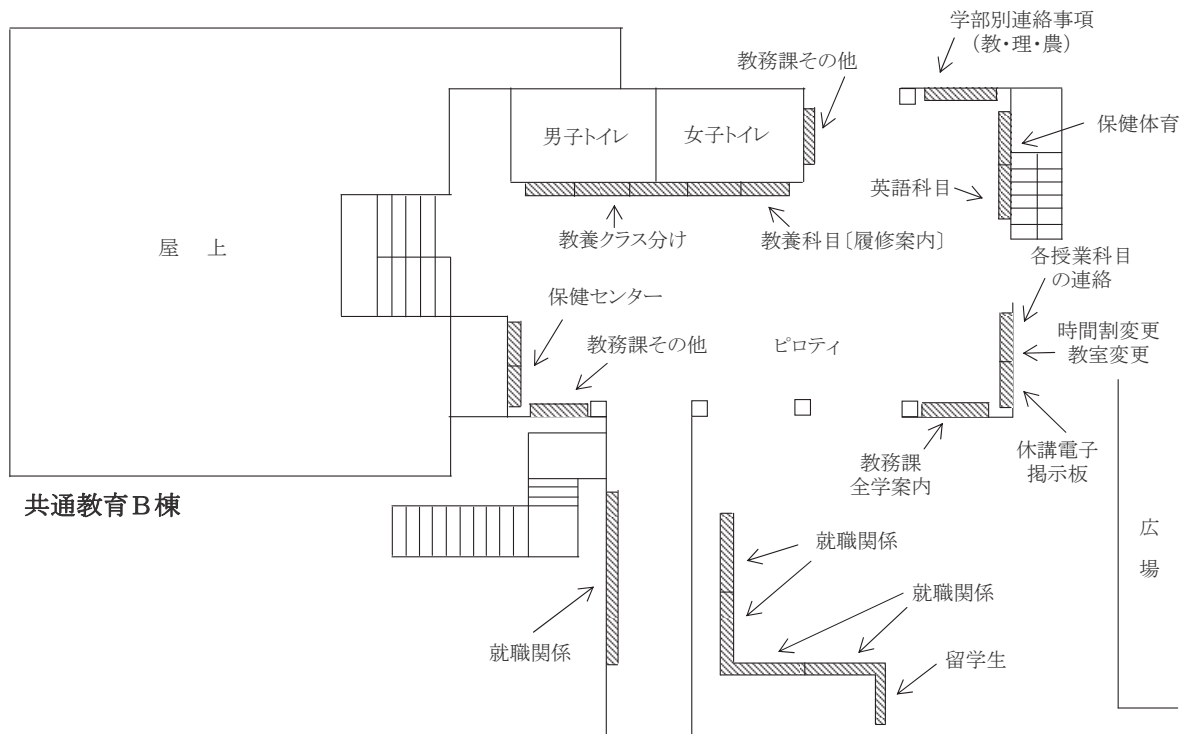 学部別連絡事項
(教・理・農)
教務課その他
男子トイレ
女子トイレ
保健体育
英語科目
教養クラス分け
教養科目〔履修案内〕
屋 上
各授業科目
の連絡
保健センター
時間割変更
教室変更
教務課その他
ピロティ
休講電子
掲示板
教務課
全学案内
共通教育B棟
広
場
就職関係
就職関係
就職関係
留学生